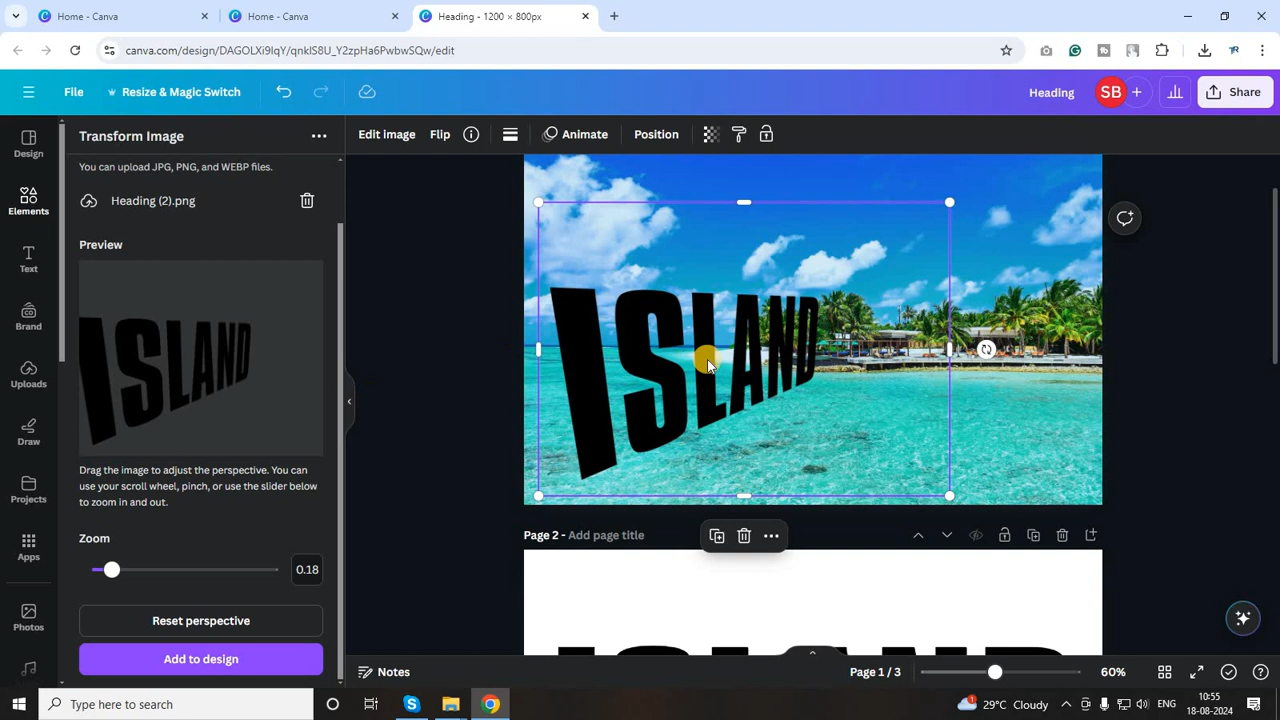 Home - Canva
Home - Canva
Heading - 1200 × 800px
canva.com/design/DAGOLXi9IqY/qnkIS8U_Y2zpHa6PwbwSQw/edit
File
Resize & Magic Switch
Heading
SB
Share
Design
Elements
Text
Brand
Uploads
Draw
Projects
Apps
Photos
Transform Image
You can upload JPG, PNG, and WEBP files.
Heading (2).png
Preview
ISLAND
Drag the image to adjust the perspective. You can
use your scroll wheel, pinch, or use the slider below
to zoom in and out.
Zoom
0.18
Reset perspective
Add to design
Edit image
Flip
Animate
Position
ISLAND
Page 2 - Add page title
ISLAND
Notes
Page 1 / 3
60%
Type here to search
29°C Cloudy
10:55
18-08-2024